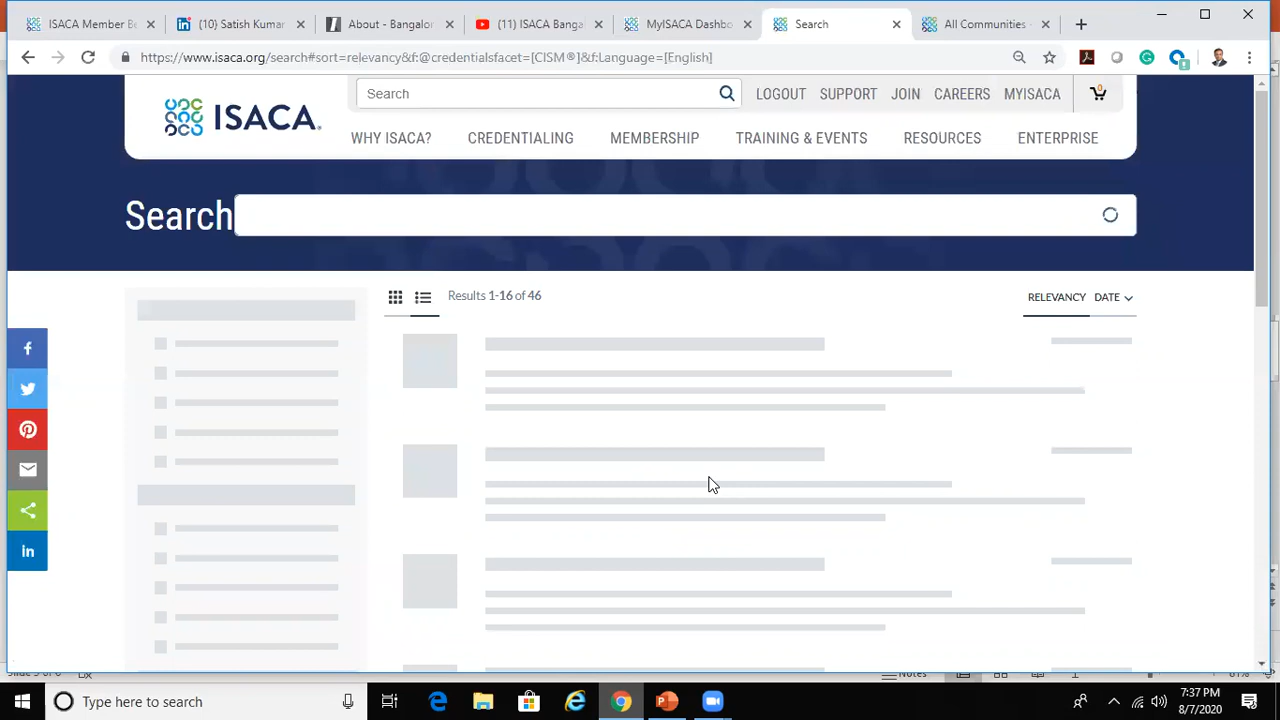 ISACA Member Be
(10) Satish Kumar
About - Bangalor
(11) ISACA Banga
MyISACA Dashbo
Search
All Communities -
https://www.isaca.org/search#sort=relevancy&f:@credentialsfacet=[CISM®]&f:Language=[English]
ISACA.
Search
LOGOUT SUPPORT JOIN CAREERS MYISACA
0
WHY ISACA? CREDENTIALING MEMBERSHIP TRAINING & EVENTS RESOURCES ENTERPRISE
Search
Results 1-16 of 46
RELEVANCY DATE
Notes
81%
Type here to search
7:37 PM
8/7/2020